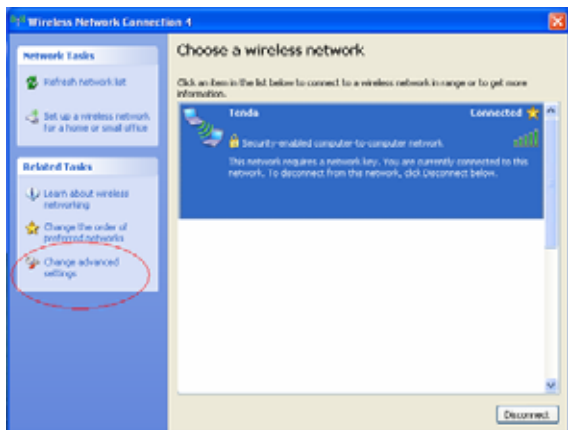 Wireless Network Connection 4
Network Tasks
Refresh network list
Set up a wireless network
for a home or small office
Related Tasks
Learn about wireless
networking
Change the order of
preferred networks
Change advanced
settings
Choose a wireless network
Click an item in the list below to connect to a wireless network in range or to get more
information.
Tenda
Connected
Security-enabled computer-to-computer network
This network requires a network key. You are currently connected to this
network. To disconnect from this network, click Disconnect below.
Disconnect